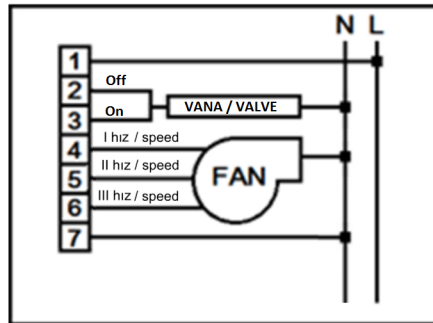 N L
1
2 Off
3 On
VANA / VALVE
4 I hız / speed
5 II hız / speed
6 III hız / speed
FAN
7